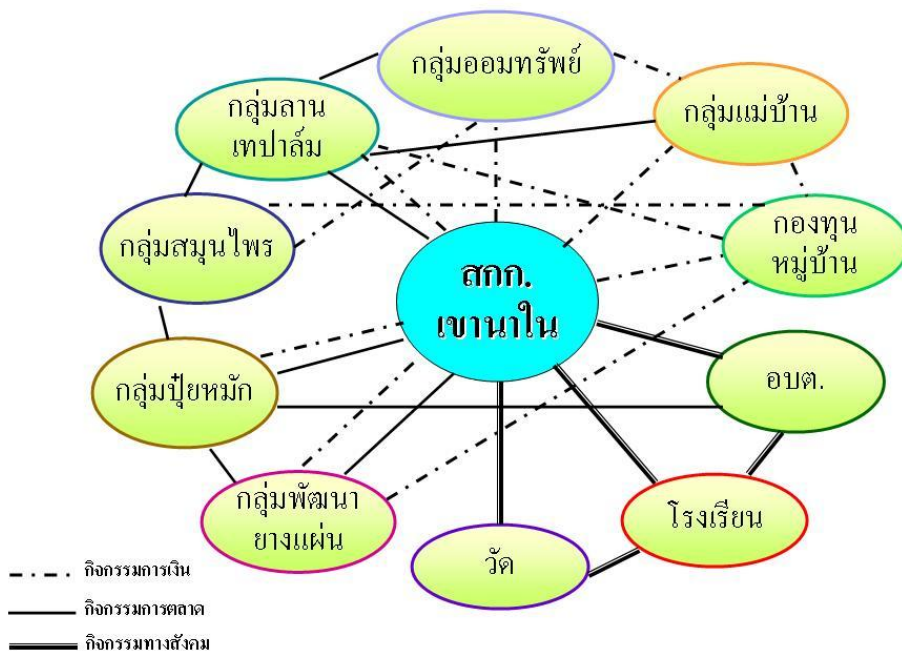 กลุ่มออมทรัพย์
กลุ่มลาน
เทปาล์ม
กลุ่มแม่บ้าน
กลุ่มสมุนไพร
กองทุน
หมู่บ้าน
สกก.
เขานาใน
กลุ่มปุ๋ยหมัก
อบต.
กลุ่มพัฒนา
ยางแผ่น
โรงเรียน
วัด
กิจกรรมการเงิน
กิจกรรมการตลาด
กิจกรรมทางสังคม